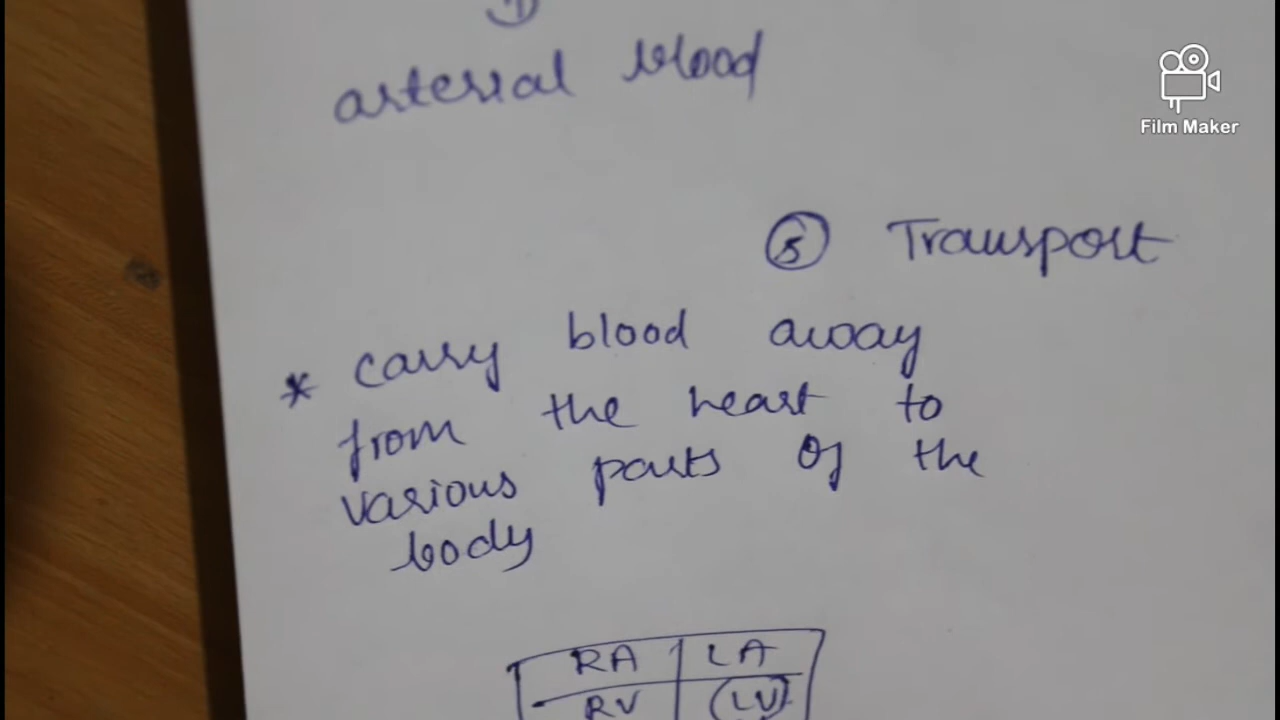 1
arterial blood
Film Maker
5 Transport
* carry blood away
from the heart to
various parts of the
body
RA LA
RV LV